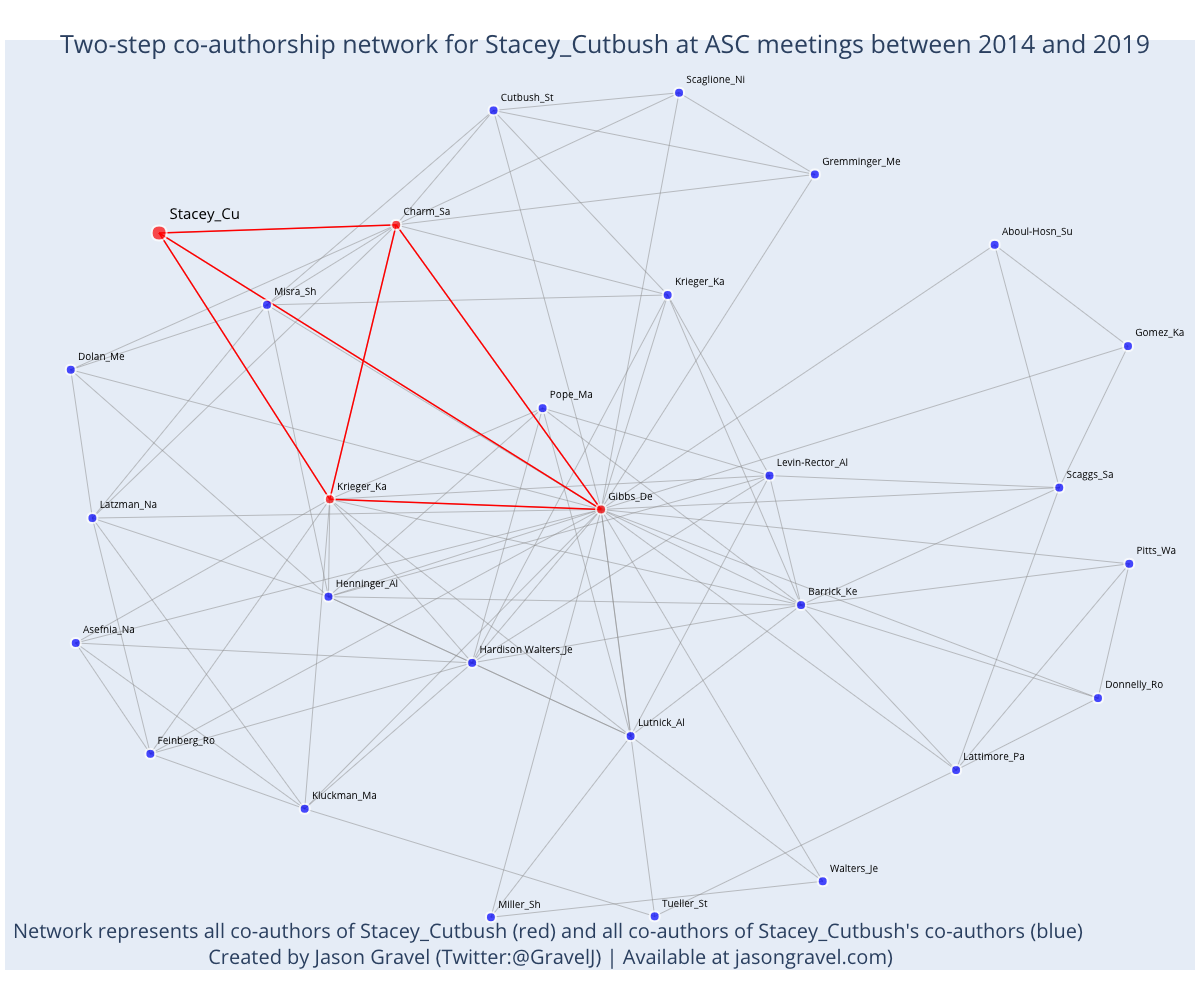 Two-step co-authorship network for Stacey_Cutbush at ASC meetings between 2014 and 2019
Scaglione_Ni
Cutbush_St
Gremminger_Me
Stacey_Cu
Charm_Sa
Aboul-Hosn_Su
Krieger_Ka
Misra_Sh
Gomez_Ka
Dolan_Me
Pope_Ma
Levin-Rector_Al
Scaggs_Sa
Krieger_Ka
Gibbs_De
Latzman_Na
Pitts_Wa
Henninger_Al
Barrick_Ke
Asefnia_Na
Hardison Walters_Je
Donnelly_Ro
Lutnick_Al
Feinberg_Ro
Lattimore_Pa
Kluckman_Ma
Walters_Je
Miller_Sh
Tueller_St
Network represents all co-authors of Stacey_Cutbush (red) and all co-authors of Stacey_Cutbush's co-authors (blue)
Created by Jason Gravel (Twitter:@GravelJ) | Available at jasongravel.com)